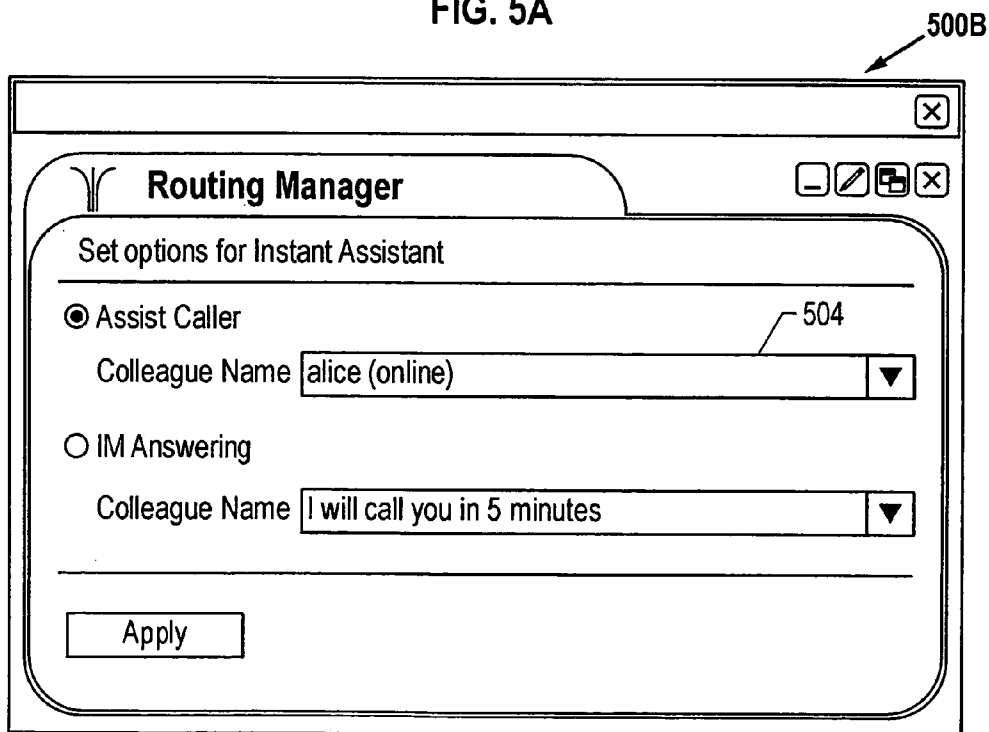 FIG. 5A
500B
Routing Manager
Set options for Instant Assistant
Assist Caller
504
Colleague Name alice (online)
IM Answering
Colleague Name I will call you in 5 minutes
Apply